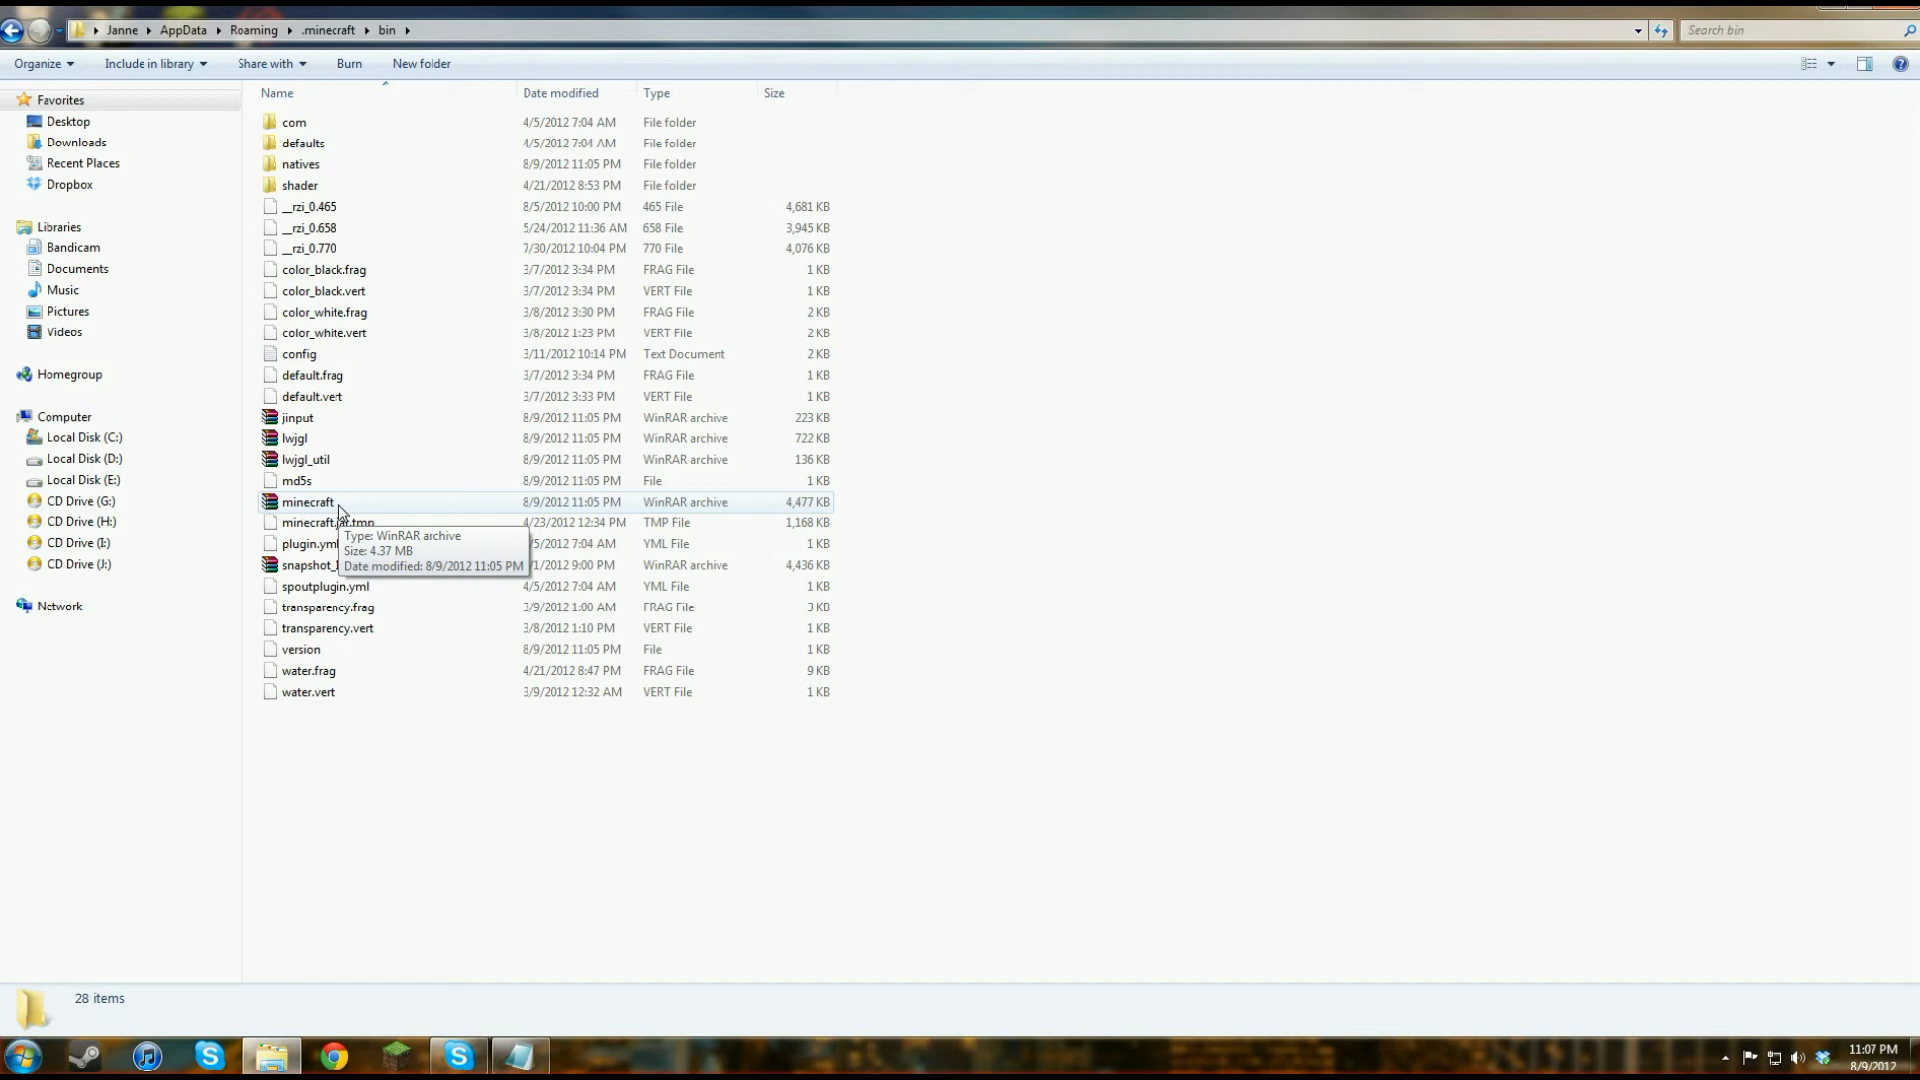 Janne AppData Roaming .minecraft bin
Search bin
Organize Include in library Share with Burn New folder
Name Date modified Type Size
Favorites
Desktop
Downloads
Recent Places
Dropbox
Libraries
Bandicam
Documents
Music
Pictures
Videos
Homegroup
Computer
Local Disk (C:)
Local Disk (D:)
Local Disk (E:)
CD Drive (G:)
CD Drive (H:)
CD Drive (I:)
CD Drive (J:)
Network
com 4/5/2012 7:04 AM File folder
defaults 4/5/2012 7:04 AM File folder
natives 8/9/2012 11:05 PM File folder
shader 4/21/2012 8:53 PM File folder
__rzi_0.465 8/5/2012 10:00 PM 465 File 4,681 KB
__rzi_0.658 5/24/2012 11:36 AM 658 File 3,945 KB
__rzi_0.770 7/30/2012 10:04 PM 770 File 4,076 KB
color_black.frag 3/7/2012 3:34 PM FRAG File 1 KB
color_black.vert 3/7/2012 3:34 PM VERT File 1 KB
color_white.frag 3/8/2012 3:30 PM FRAG File 2 KB
color_white.vert 3/8/2012 1:23 PM VERT File 2 KB
config 3/11/2012 10:14 PM Text Document 2 KB
default.frag 3/7/2012 3:34 PM FRAG File 1 KB
default.vert 3/7/2012 3:33 PM VERT File 1 KB
jinput 8/9/2012 11:05 PM WinRAR archive 223 KB
lwjgl 8/9/2012 11:05 PM WinRAR archive 722 KB
lwjgl_util 8/9/2012 11:05 PM WinRAR archive 136 KB
md5s 8/9/2012 11:05 PM File 1 KB
minecraft 8/9/2012 11:05 PM WinRAR archive 4,477 KB
minecraft.jar.tmp 4/23/2012 12:34 PM TMP File 1,168 KB
plugin.yml /5/2012 7:04 AM YML File 1 KB
snapshot_ /1/2012 9:00 PM WinRAR archive 4,436 KB
spoutplugin.yml 4/5/2012 7:04 AM YML File 1 KB
transparency.frag 3/9/2012 1:00 AM FRAG File 3 KB
transparency.vert 3/8/2012 1:10 PM VERT File 1 KB
version 8/9/2012 11:05 PM File 1 KB
water.frag 4/21/2012 8:47 PM FRAG File 9 KB
water.vert 3/9/2012 12:32 AM VERT File 1 KB
Type: WinRAR archive
Size: 4.37 MB
Date modified: 8/9/2012 11:05 PM
28 items
11:07 PM
8/9/2012